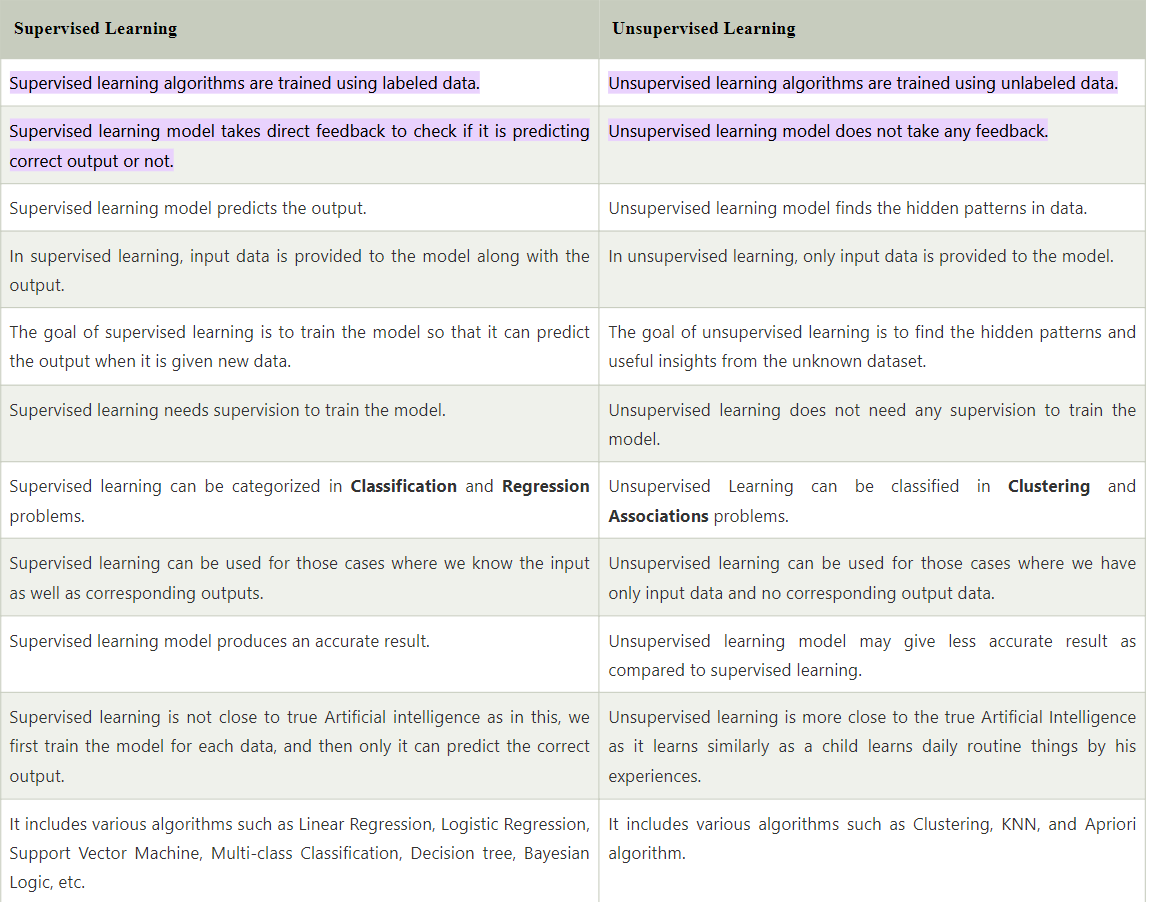 Supervised Learning
Unsupervised Learning
Supervised learning algorithms are trained using labeled data.
Unsupervised learning algorithms are trained using unlabeled data.
Supervised learning model takes direct feedback to check if it is predicting
correct output or not.
Unsupervised learning model does not take any feedback.
Supervised learning model predicts the output.
Unsupervised learning model finds the hidden patterns in data.
In supervised learning, input data is provided to the model along with the
output.
In unsupervised learning, only input data is provided to the model.
The goal of supervised learning is to train the model so that it can predict
the output when it is given new data.
The goal of unsupervised learning is to find the hidden patterns and
useful insights from the unknown dataset.
Supervised learning needs supervision to train the model.
Unsupervised learning does not need any supervision to train the
model.
Supervised learning can be categorized in Classification and Regression
problems.
Unsupervised Learning can be classified in Clustering and
Associations problems.
Supervised learning can be used for those cases where we know the input
as well as corresponding outputs.
Unsupervised learning can be used for those cases where we have
only input data and no corresponding output data.
Supervised learning model produces an accurate result.
Unsupervised learning model may give less accurate result as
compared to supervised learning.
Supervised learning is not close to true Artificial intelligence as in this, we
first train the model for each data, and then only it can predict the correct
output.
Unsupervised learning is more close to the true Artificial Intelligence
as it learns similarly as a child learns daily routine things by his
experiences.
It includes various algorithms such as Linear Regression, Logistic Regression,
Support Vector Machine, Multi-class Classification, Decision tree, Bayesian
Logic, etc.
It includes various algorithms such as Clustering, KNN, and Apriori
algorithm.